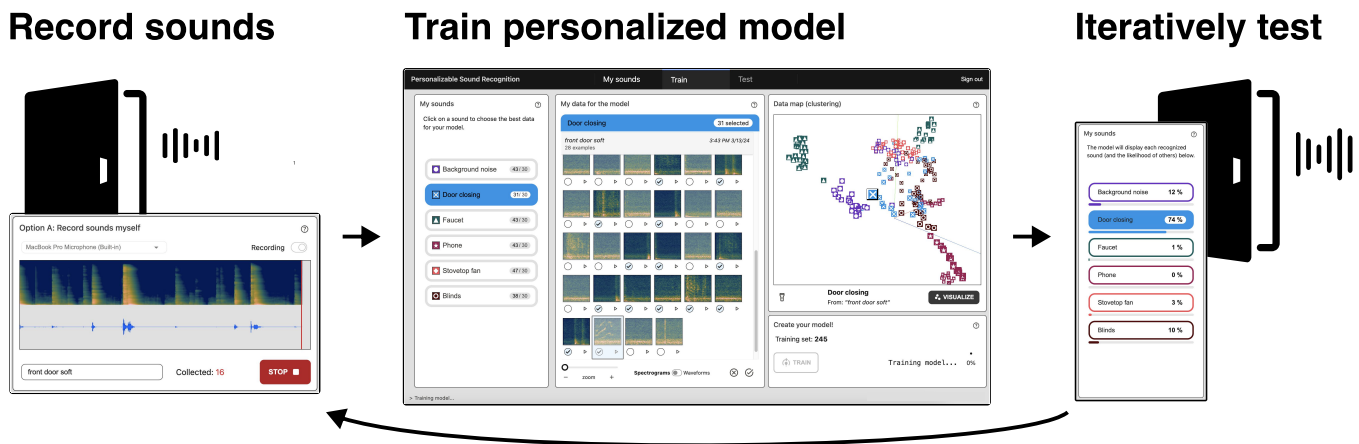 Record sounds
Train personalized model
Iteratively test
Option A: Record sounds myself
MacBook Pro Microphone (Built-in)
Recording
front door soft
Collected: 16
STOP
Personalizable Sound Recognition
My sounds
Train
Test
Sign out
My sounds
Click on a sound to choose the best data
for your model.
Background noise 43/30
Door closing 31/30
Faucet 43/30
Phone 43/30
Stovetop fan 47/30
Blinds 38/30
My data for the model
Door closing 31 selected
front door soft 3:43 PM 3/13/24
28 examples
− zoom +
Spectrograms Waveforms
Data map (clustering)
Door closing
From: "front door soft"
VISUALIZE
Create your model!
Training set: 245
TRAIN
Training model... 0%
> Training model...
My sounds
The model will display each recognized
sound (and the likelihood of others) below.
Background noise 12 %
Door closing 74 %
Faucet 1 %
Phone 0 %
Stovetop fan 3 %
Blinds 10 %